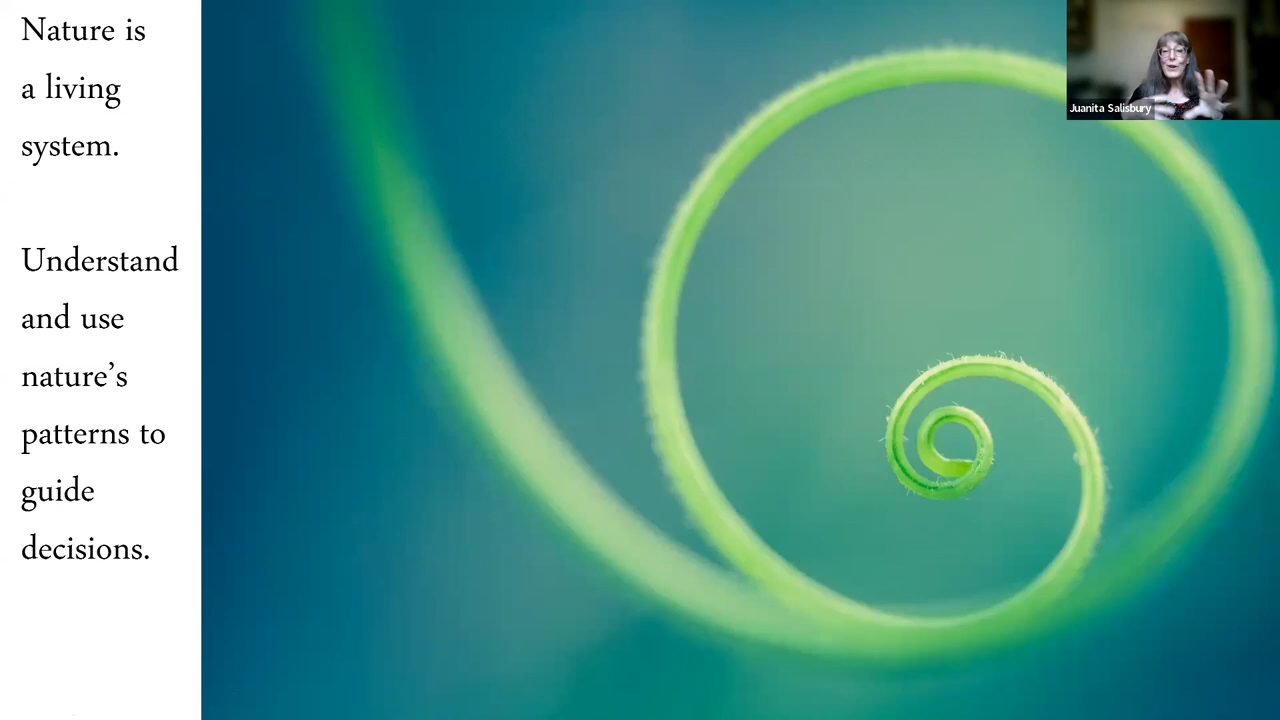 Nature is
a living
system.
Understand
and use
nature’s
patterns to
guide
decisions.
Juanita Salisbury